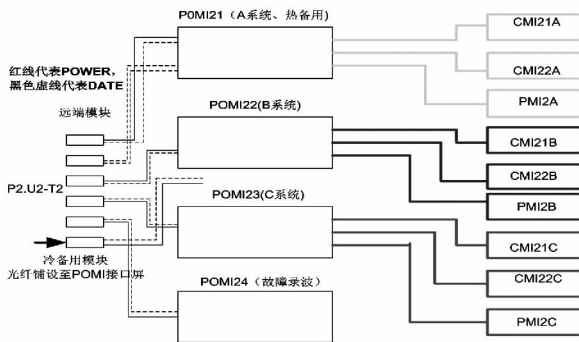 POMI21（A系统、热备用）
CMI21A
红线代表POWER，
黑色虚线代表DATE
CMI22A
远端模块
PMI2A
POMI22(B系统)
CMI21B
P2.U2-T2
CMI22B
POMI23(C系统)
PMI2B
CMI21C
冷备用模块
光纤铺设至POMI接口屏
CMI22C
POMI24（故障录波）
PMI2C